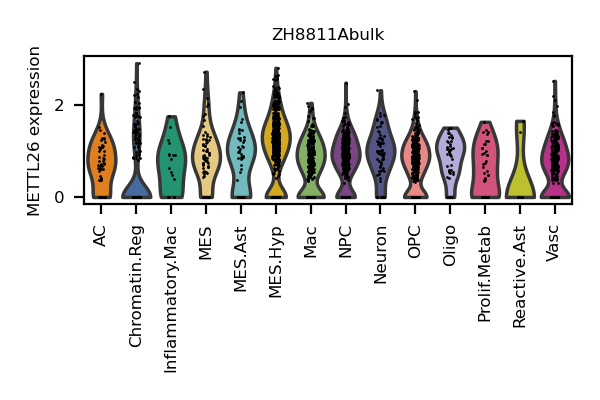 ZH8811Abulk
METTL26 expression
2
0
AC
Chromatin.Reg
Inflammatory.Mac
MES
MES.Ast
MES.Hyp
Mac
NPC
Neuron
OPC
Oligo
Prolif.Metab
Reactive.Ast
Vasc